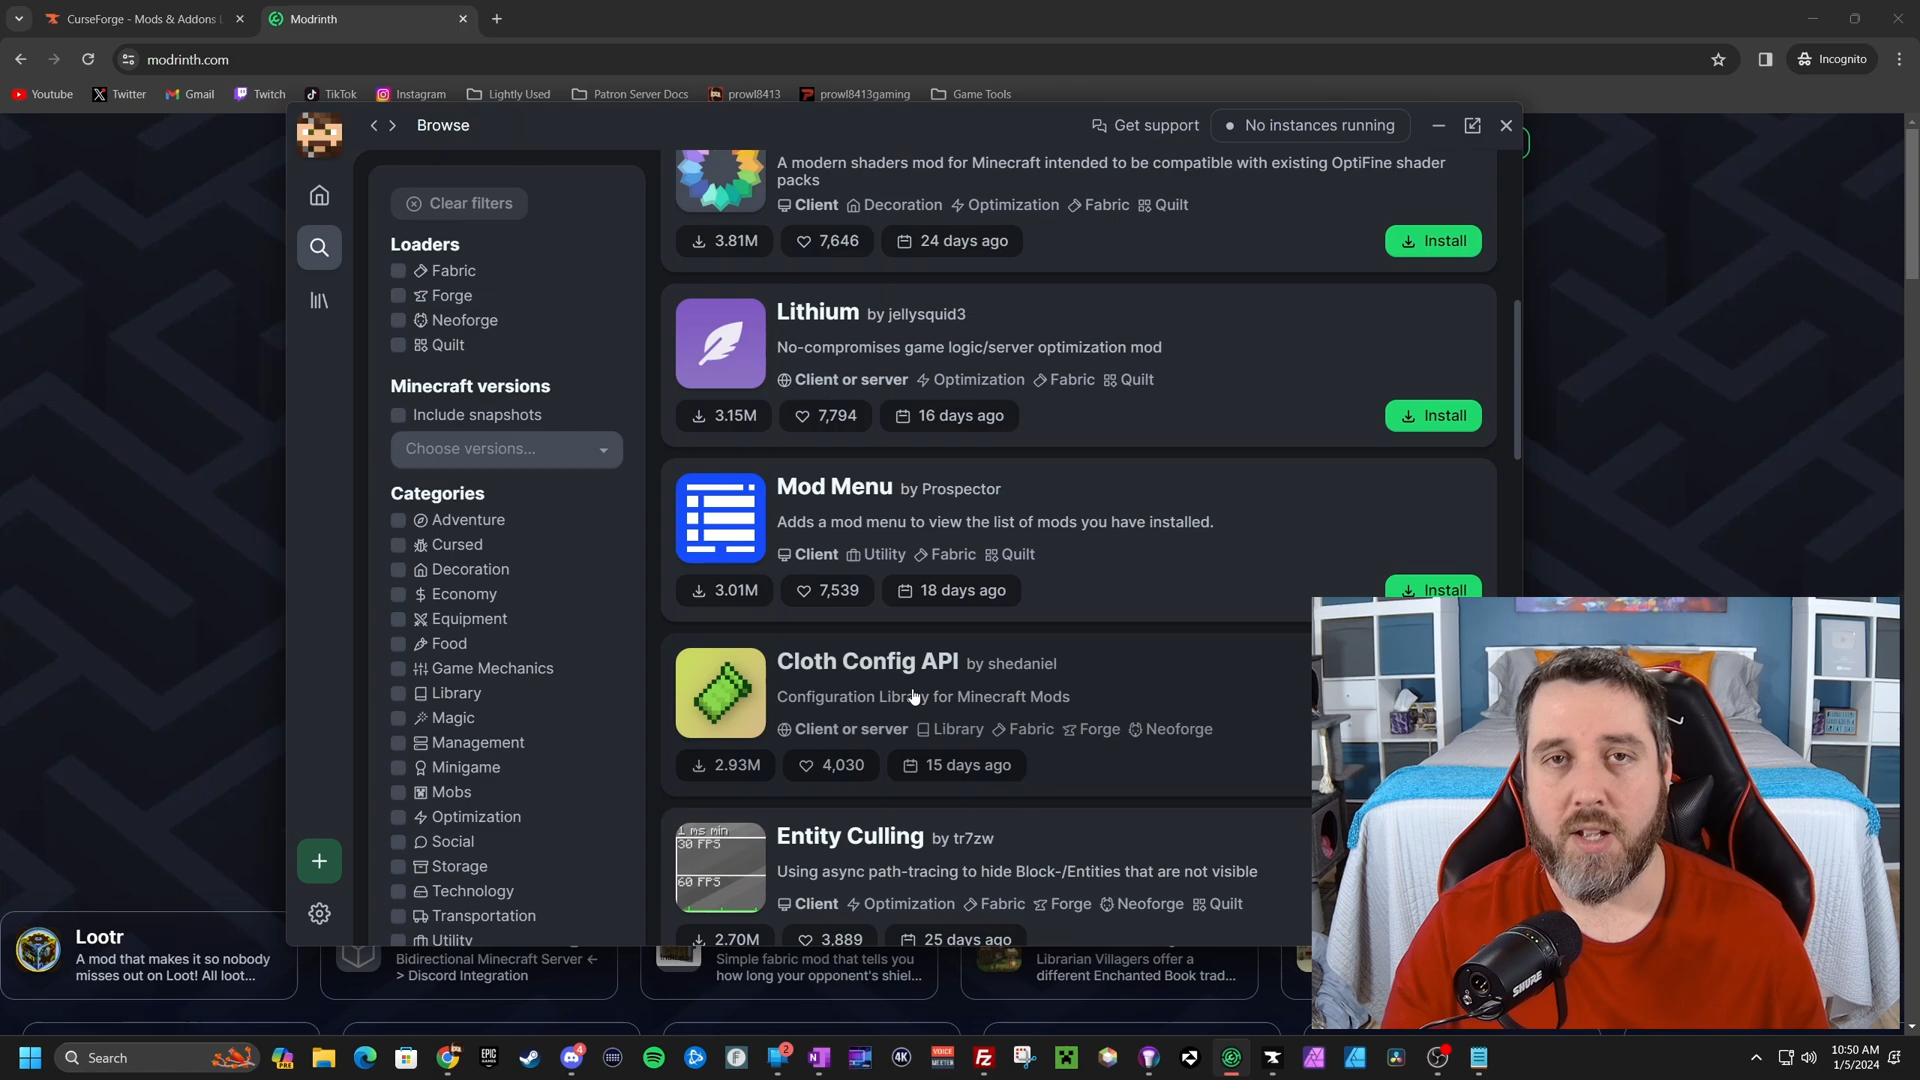 CurseForge - Mods & Addons
Modrinth
modrinth.com
Incognito
Youtube
Twitter
Gmail
Twitch
TikTok
Instagram
Lightly Used
Patron Server Docs
prowl8413
prowl8413gaming
Game Tools
Browse
Get support
No instances running
Clear filters
Loaders
Fabric
Forge
Neoforge
Quilt
Minecraft versions
Include snapshots
Choose versions...
Categories
Adventure
Cursed
Decoration
Economy
Equipment
Food
Game Mechanics
Library
Magic
Management
Minigame
Mobs
Optimization
Social
Storage
Technology
Transportation
Utility
A modern shaders mod for Minecraft intended to be compatible with existing OptiFine shader
packs
Client Decoration Optimization Fabric Quilt
3.81M 7,646 24 days ago
Install
Lithium by jellysquid3
No-compromises game logic/server optimization mod
Client or server Optimization Fabric Quilt
3.15M 7,794 16 days ago
Install
Mod Menu by Prospector
Adds a mod menu to view the list of mods you have installed.
Client Utility Fabric Quilt
3.01M 7,539 18 days ago
Install
Cloth Config API by shedaniel
Configuration Library for Minecraft Mods
Client or server Library Fabric Forge Neoforge
2.93M 4,030 15 days ago
1 ms min
30 FPS
60 FPS
Entity Culling by tr7zw
Using async path-tracing to hide Block-/Entities that are not visible
Client Optimization Fabric Forge Neoforge Quilt
2.70M 3,889 25 days ago
Lootr
A mod that makes it so nobody
misses out on Loot! All loot...
Bidirectional Minecraft Server <-
> Discord Integration
Simple fabric mod that tells you
how long your opponent's shiel...
Librarian Villagers offer a
different Enchanted Book trad...
SHURE
Search
PRE
EPIC
GAMES
4
2
4K
VOICE
MEETER
10:50 AM
1/5/2024